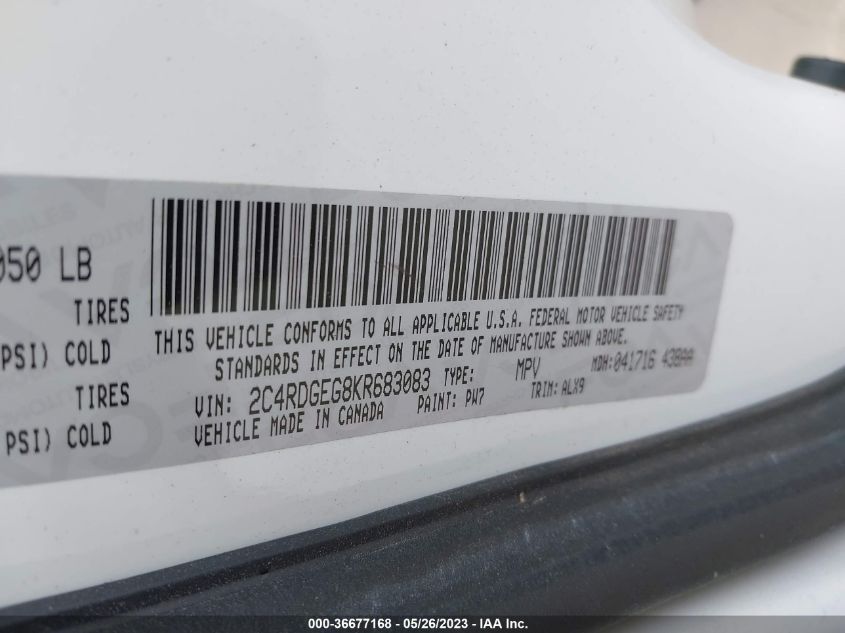 050 LB
TIRES
PSI) COLD
TIRES
PSI) COLD
THIS VEHICLE CONFORMS TO ALL APPLICABLE U.S.A. FEDERAL MOTOR VEHICLE SAFETY
STANDARDS IN EFFECT ON THE DATE OF MANUFACTURE SHOWN ABOVE.
VIN: 2C4RDGEG8KR683083 TYPE: MPV MDH:041716 438AA
VEHICLE MADE IN CANADA PAINT: PW7 TRIM: ALX9
000-36677168 - 05/26/2023 - IAA Inc.